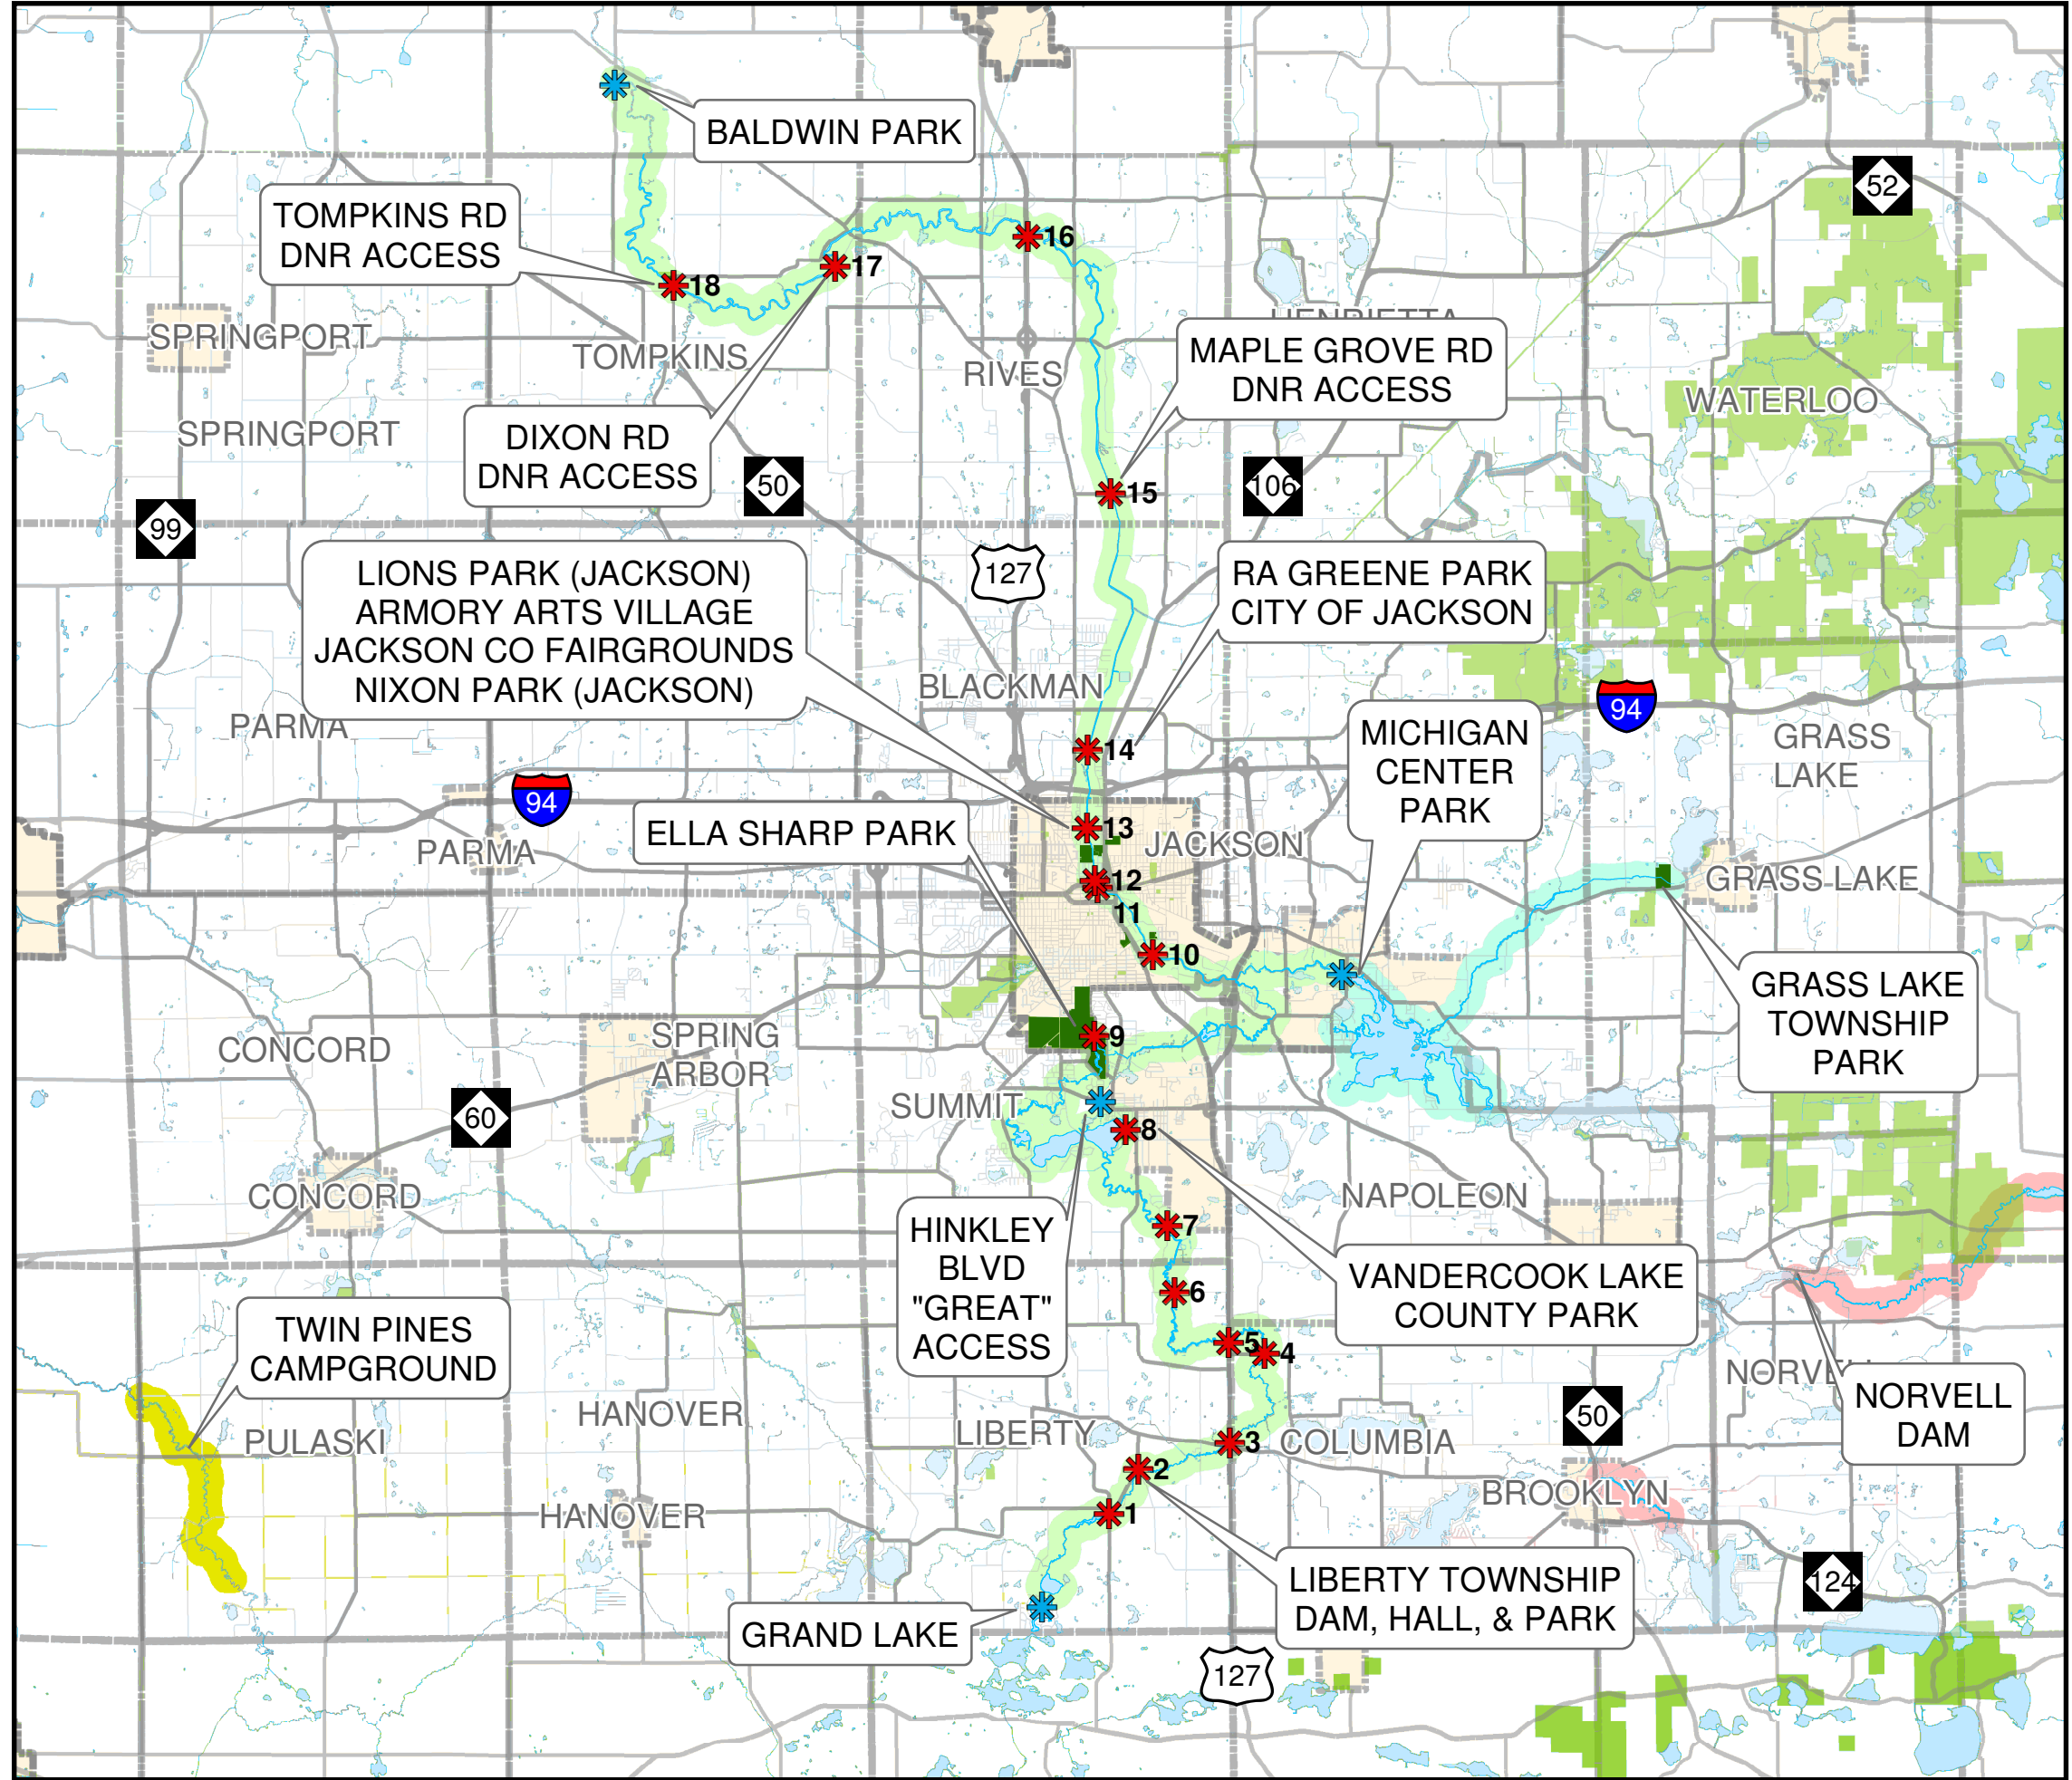 BALDWIN PARK
TOMPKINS RD
DNR ACCESS
52
16
17
18
SPRINGPORT
TOMPKINS
HENRIETTA
RIVES
MAPLE GROVE RD
DNR ACCESS
WATERLOO
SPRINGPORT
DIXON RD
DNR ACCESS
50
106
15
99
127
LIONS PARK (JACKSON)
ARMORY ARTS VILLAGE
JACKSON CO FAIRGROUNDS
NIXON PARK (JACKSON)
RA GREENE PARK
CITY OF JACKSON
BLACKMAN
94
PARMA
14
MICHIGAN
CENTER
PARK
GRASS
LAKE
94
ELLA SHARP PARK
13
JACKSON
PARMA
12
GRASS LAKE
11
10
GRASS LAKE
TOWNSHIP
PARK
9
SPRING
ARBOR
CONCORD
SUMMIT
60
8
CONCORD
NAPOLEON
7
HINKLEY
BLVD
"GREAT"
ACCESS
VANDERCOOK LAKE
COUNTY PARK
6
TWIN PINES
CAMPGROUND
5
4
NORVELL
NORVELL
DAM
50
HANOVER
LIBERTY
PULASKI
3
COLUMBIA
2
BROOKLYN
1
HANOVER
LIBERTY TOWNSHIP
DAM, HALL, & PARK
124
GRAND LAKE
127